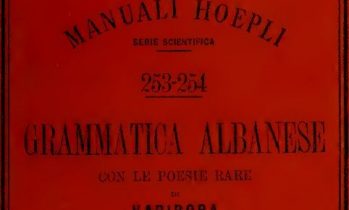 MANUALI HOEPLI
SERIE SCIENTIFICA
253-254
GRAMMATICA ALBANESE
CON LE POESIE RARE
DI